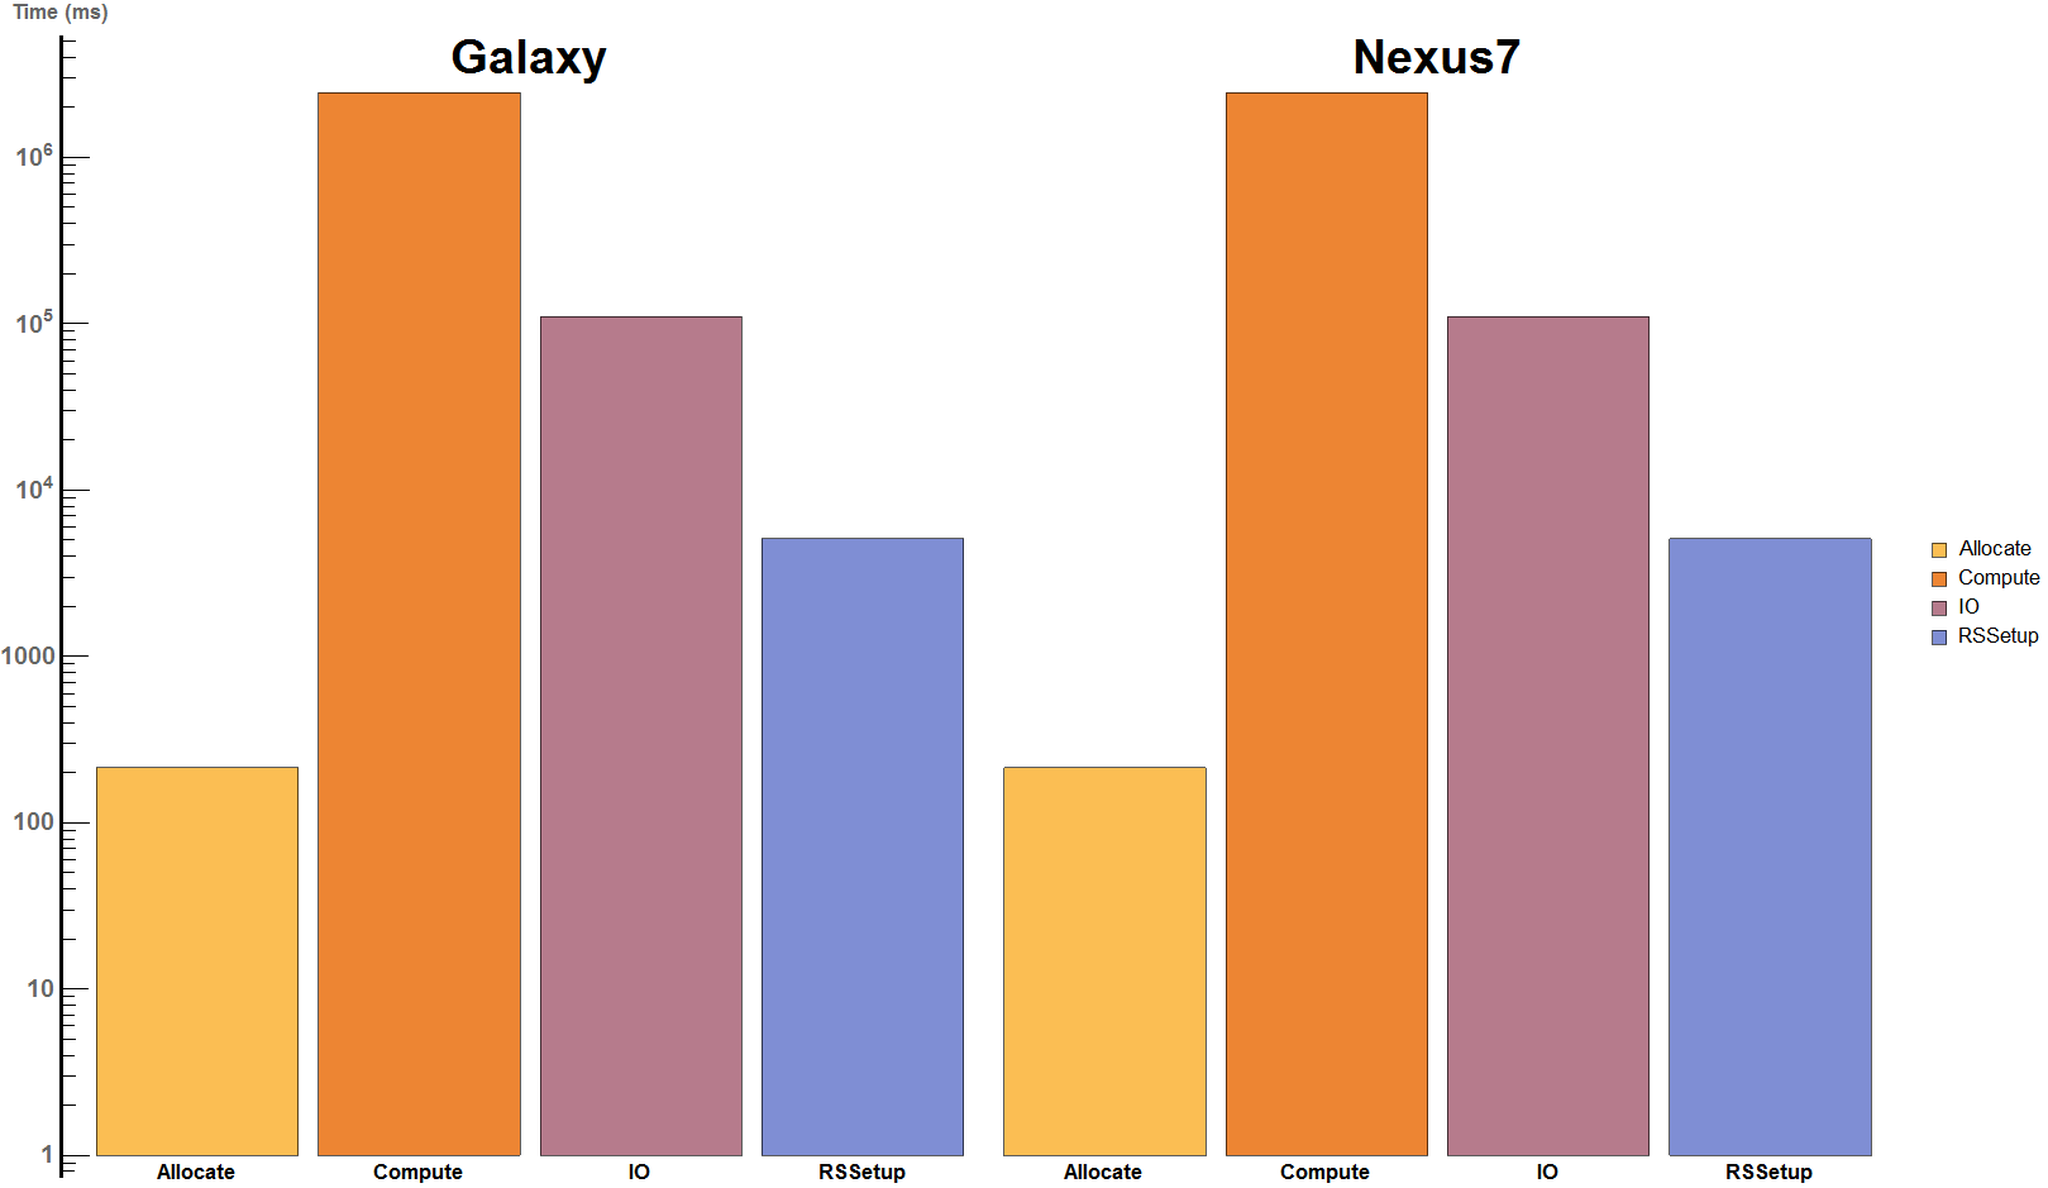 Time (ms)
Galaxy
Nexus7
10^6
10^5
10^4
1000
100
10
1
Allocate
Compute
IO
RSSetup
Allocate
Compute
IO
RSSetup
Allocate
Compute
IO
RSSetup